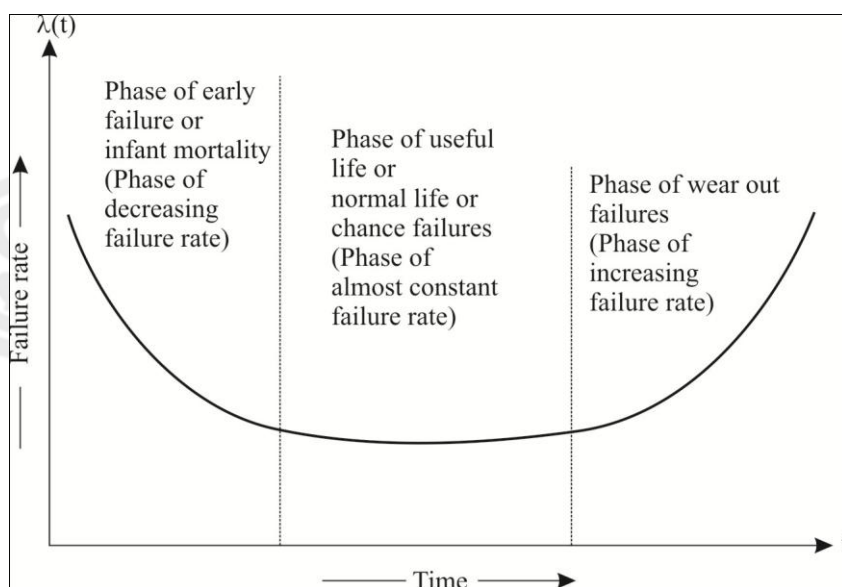 λ(t)
Phase of early
failure or
infant mortality
(Phase of
decreasing
failure rate)
Phase of useful
life or
normal life or
chance failures
(Phase of
almost constant
failure rate)
Phase of wear out
failures
(Phase of
increasing
failure rate)
Failure rate
Time